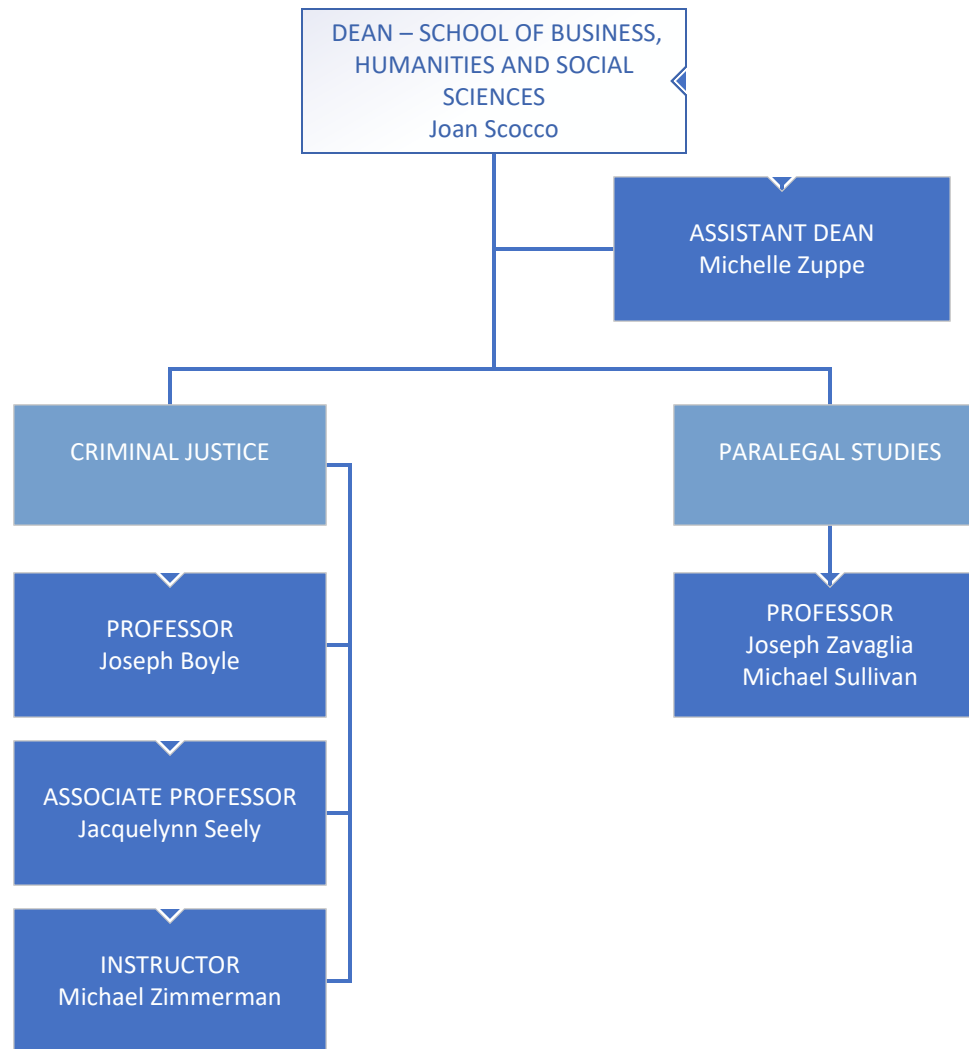 DEAN – SCHOOL OF BUSINESS,
HUMANITIES AND SOCIAL
SCIENCES
Joan Scocco
ASSISTANT DEAN
Michelle Zuppe
CRIMINAL JUSTICE
PARALEGAL STUDIES
PROFESSOR
Joseph Boyle
PROFESSOR
Joseph Zavaglia
Michael Sullivan
ASSOCIATE PROFESSOR
Jacquelynn Seely
INSTRUCTOR
Michael Zimmerman